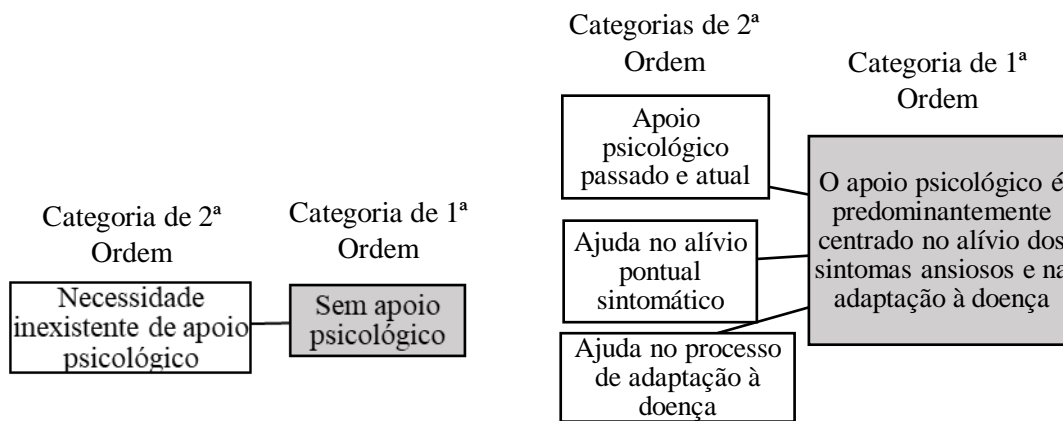 Categoria de 2ª
Ordem
Necessidade
inexistente de apoio
psicológico
Categoria de 1ª
Ordem
Sem apoio
psicológico
Categorias de 2ª
Ordem
Apoio
psicológico
passado e atual
Ajuda no alívio
pontual
sintomático
Ajuda no processo
de adaptação à
doença
Categoria de 1ª
Ordem
O apoio psicológico é
predominantemente
centrado no alívio dos
sintomas ansiosos e na
adaptação à doença